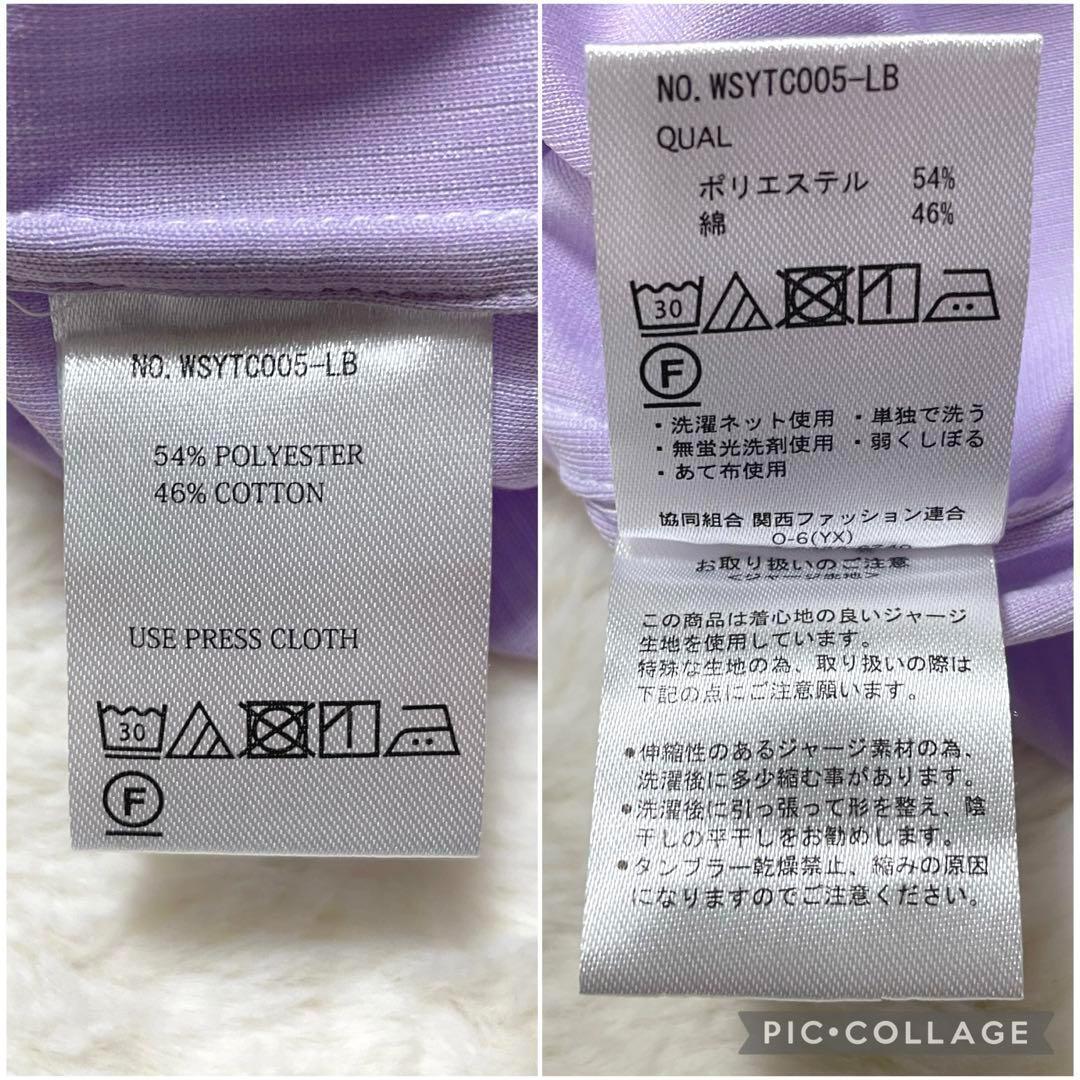 NO. WSYTC005-LB
54% POLYESTER
46% COTTON
USE PRESS CLOTH
30
F
NO. WSYTC005-LB
QUAL
ポリエステル 54%
綿 46%
30
F
・洗濯ネット使用 ・単独で洗う
・無蛍光洗剤使用 ・弱くしぼる
・あて布使用
協同組合 関西ファッション連合
O-6(YX)
お取り扱いのご注意
<ジャージ生地>
この商品は着心地の良いジャージ
生地を使用しています。
特殊な生地の為、取り扱いの際は
下記の点にご注意願います。
●伸縮性のあるジャージ素材の為、
洗濯後に多少縮む事があります。
●洗濯後に引っ張って形を整え、陰
干しの平干しをお勧めします。
●タンブラー乾燥禁止、縮みの原因
になりますのでご注意ください。
PIC•COLLAGE